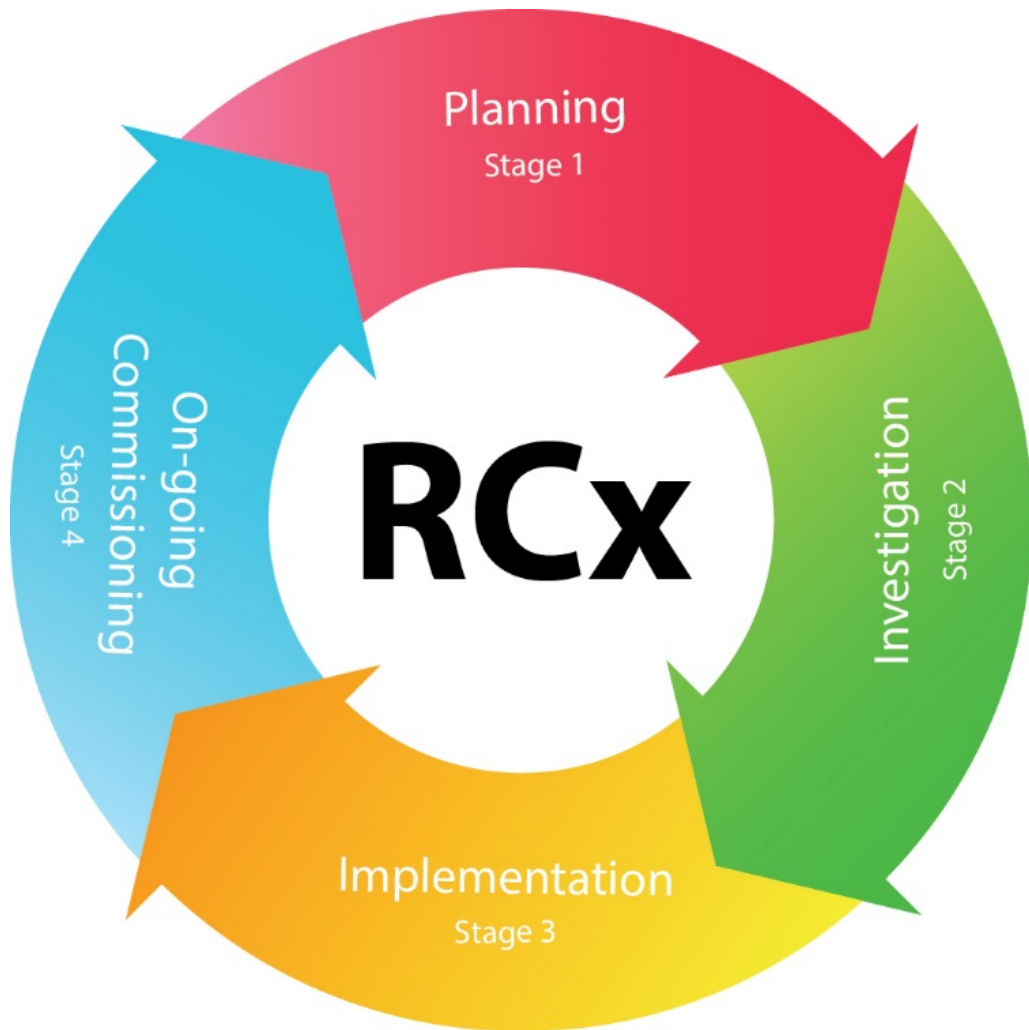 Planning
Stage 1
Investigation
Stage 2
Implementation
Stage 3
On-going
Commissioning
Stage 4
RCx